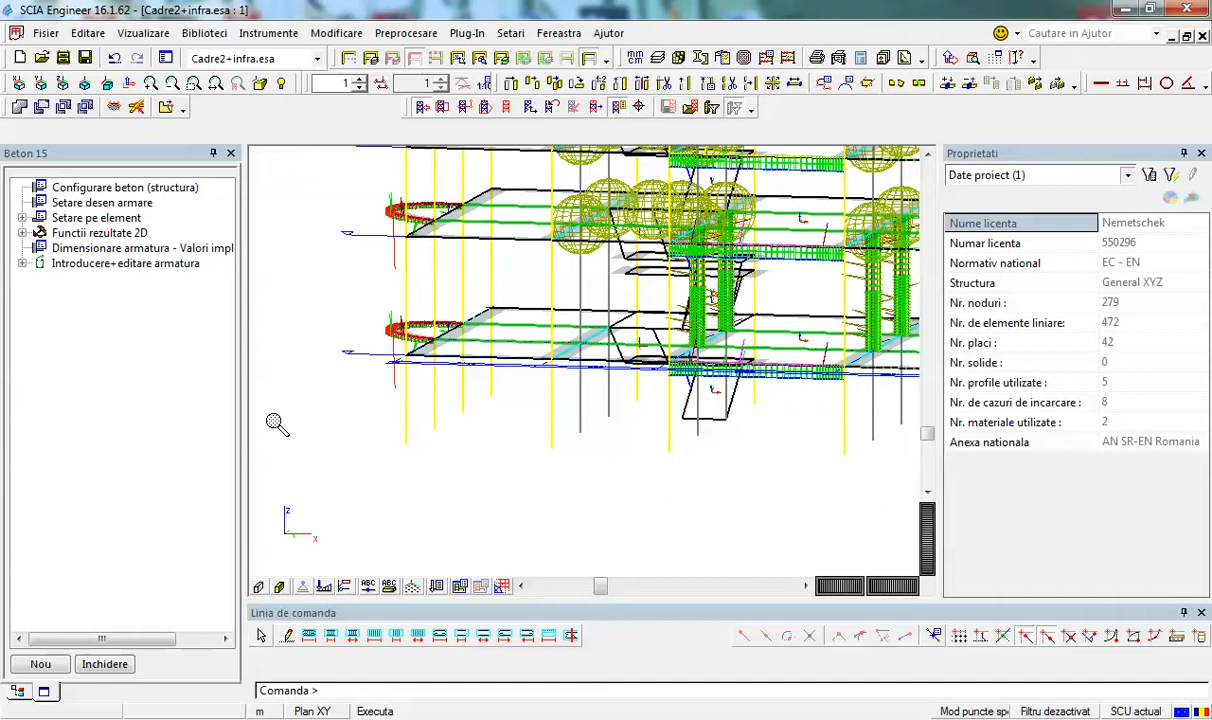 SCIA Engineer 16.1.62 - [Cadre2+infra.esa : 1]
Fisier Editare Vizualizare Biblioteci Instrumente Modificare Preprocesare Plug-In Setari Fereastra Ajutor
Cautare in Ajutor
Cadre2+infra.esa
1 1
Beton 15
Configurare beton (structura)
Setare desen armare
Setare pe element
Functii rezultate 2D
Dimensionare armatura - Valori impl
Introducere+editare armatura
Nou Inchidere
z
x
ABC ABC
Proprietati
Date proiect (1)
Nume licenta Nemetschek
Numar licenta 550296
Normativ national EC - EN
Structura General XYZ
Nr. noduri : 279
Nr. de elemente liniare: 472
Nr. placi : 42
Nr. solide : 0
Nr. profile utilizate : 5
Nr. de cazuri de incarcare : 8
Nr. materiale utilizate : 2
Anexa nationala AN SR-EN Romania
Linia de comanda
Comanda >
m Plan XY Executa Mod puncte sp Filtru dezactivat SCU actual